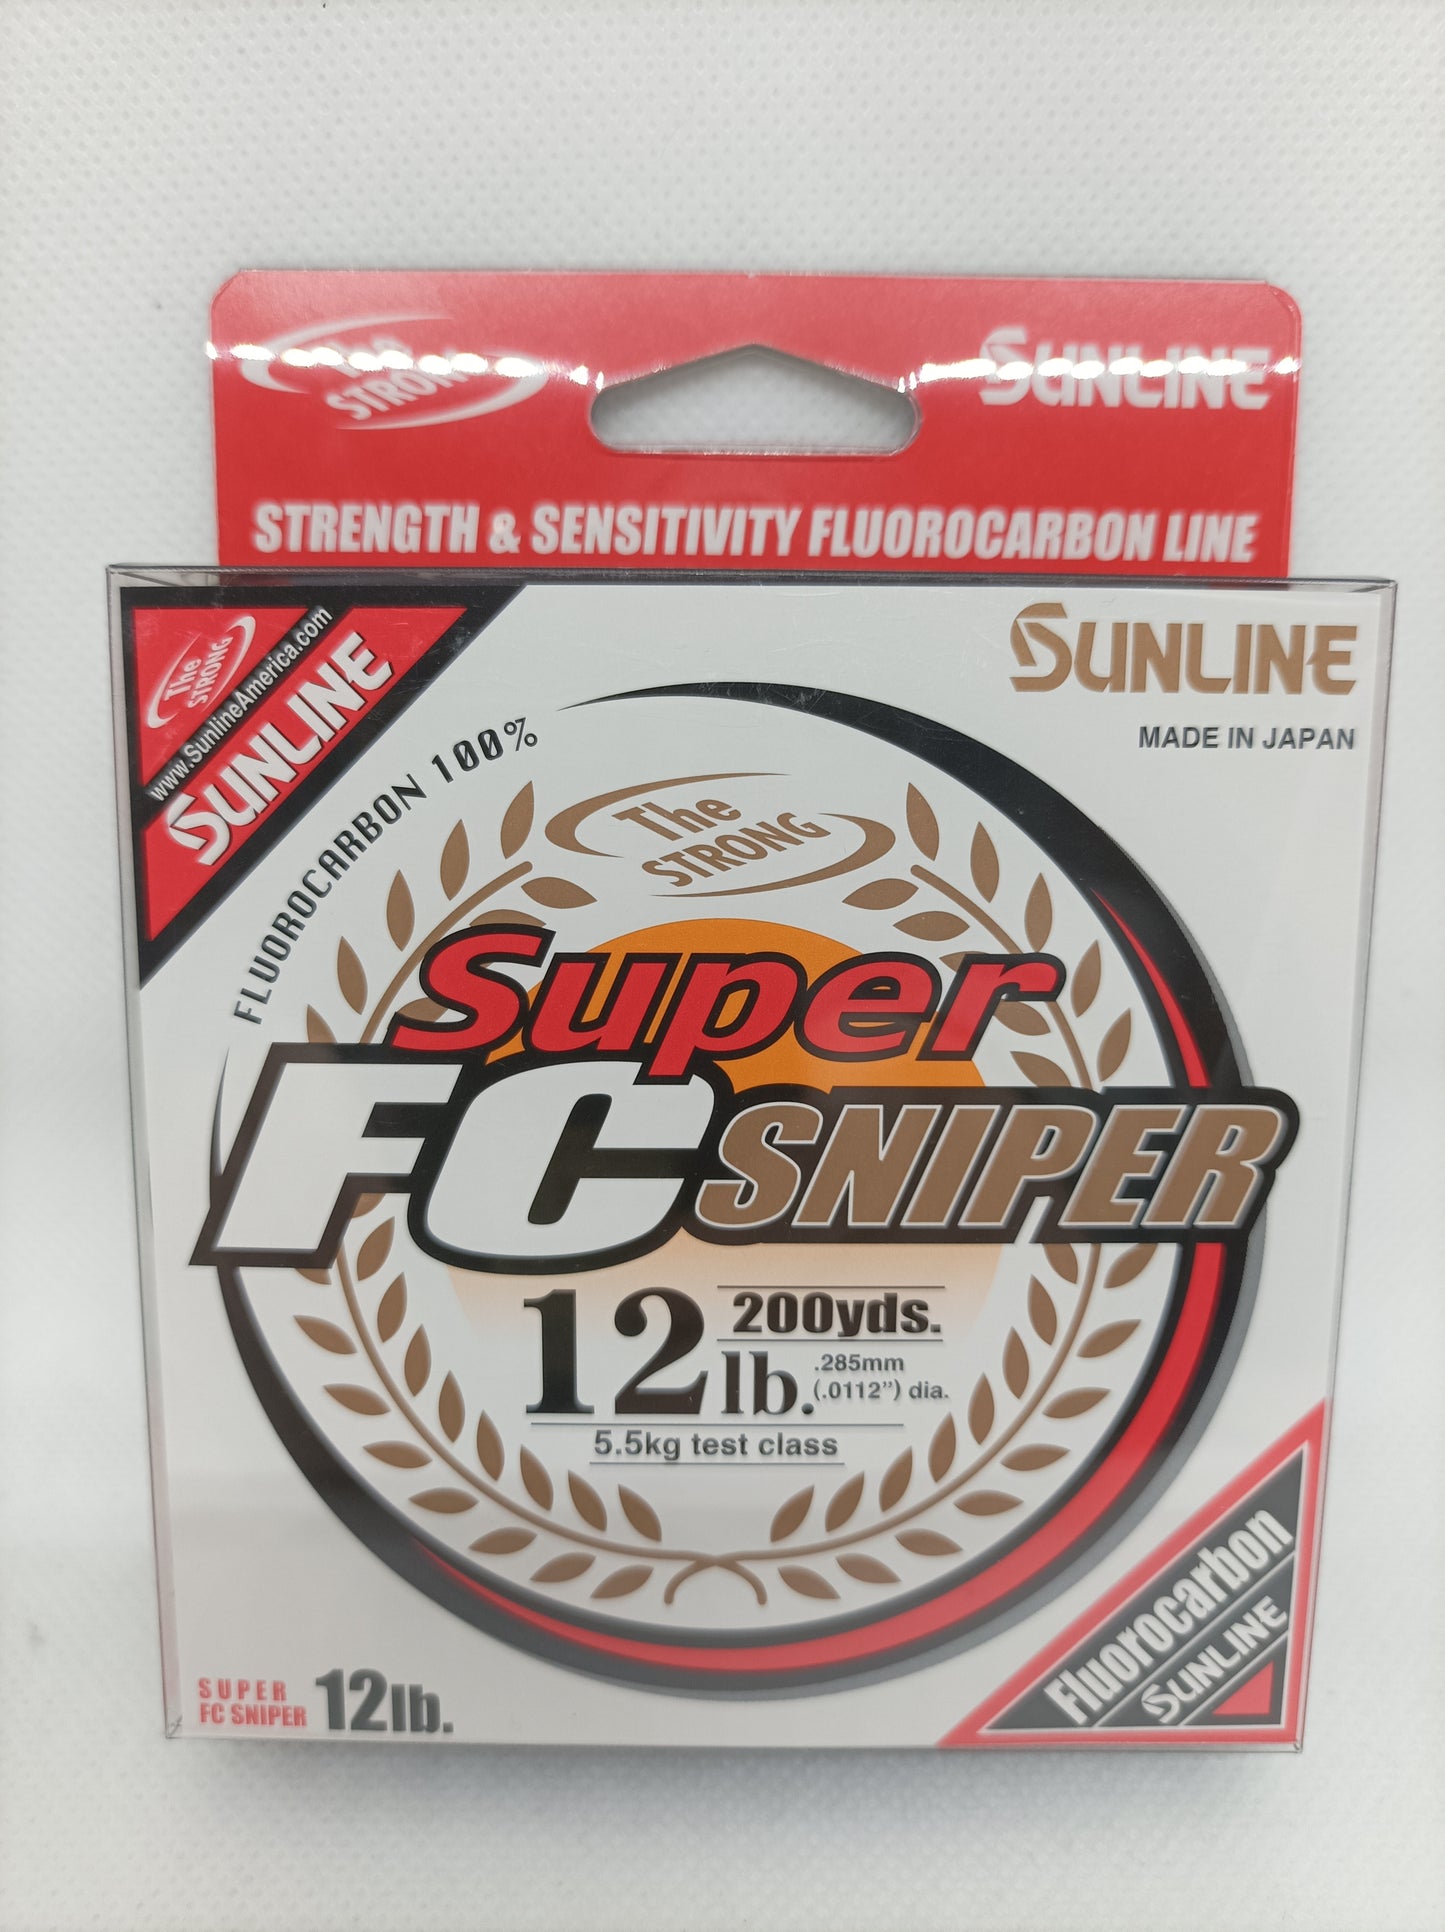 The
STRONG
SUNLINE
STRENGTH & SENSITIVITY FLUOROCARBON LINE
The
STRONG
www.SunlineAmerica.com
SUNLINE
SUNLINE
MADE IN JAPAN
FLUOROCARBON 100%
The
STRONG
Super
FC SNIPER
12lb.
200yds.
.285mm
(.0112”) dia.
5.5kg test class
SUPER
FC SNIPER
12lb.
Fluorocarbon
SUNLINE